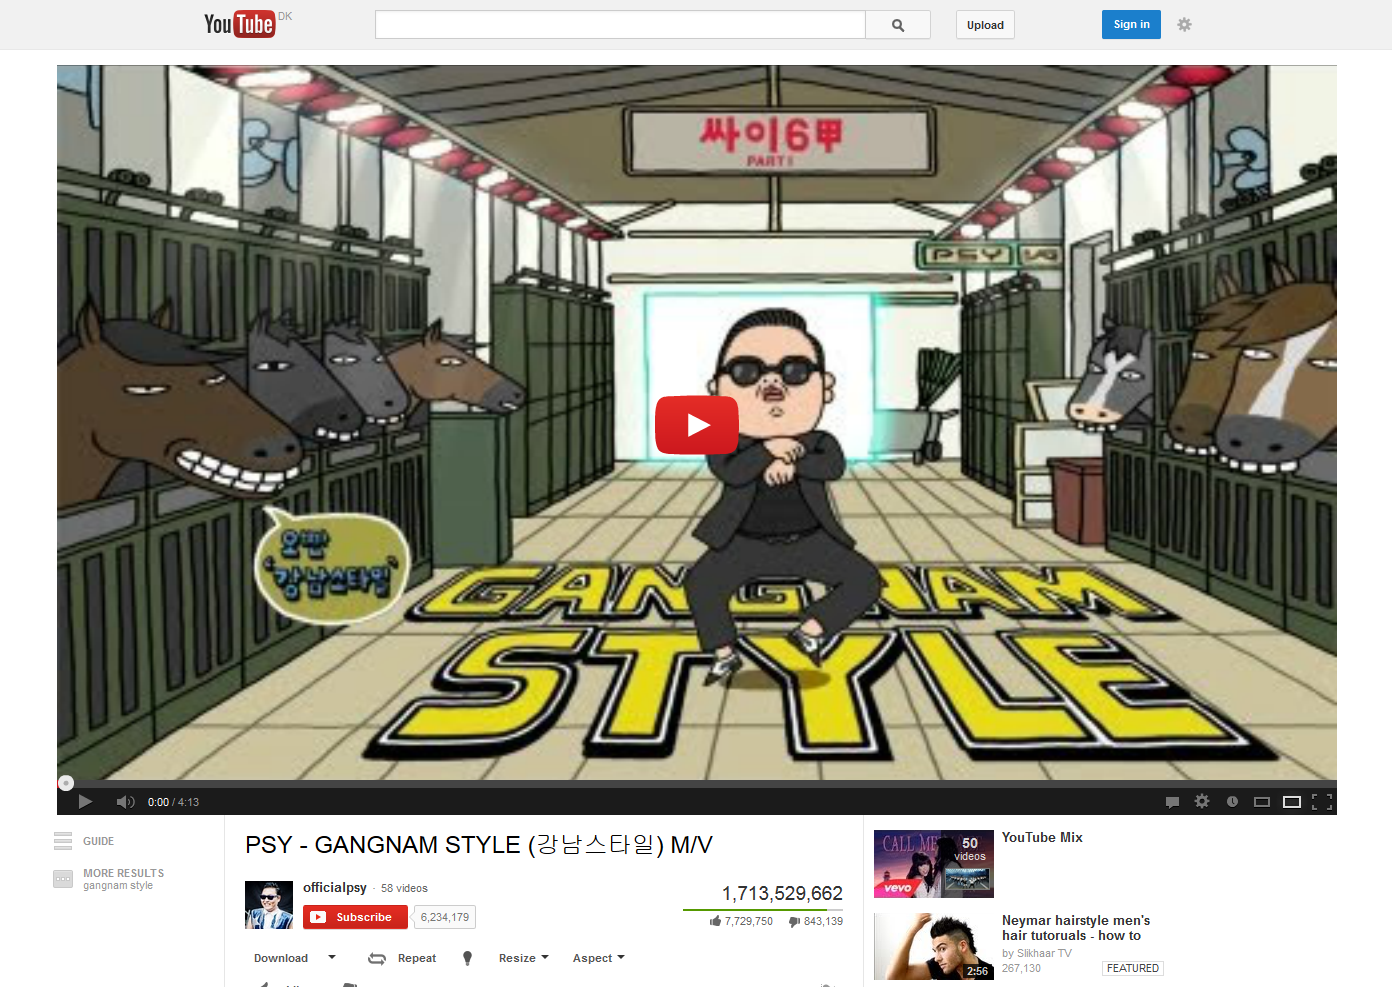 YouTube DK
Upload
Sign in
싸이6甲
PART 1
PSY
오빤
강남스타일
GANGNAM
STYLE
0:00 / 4:13
GUIDE
MORE RESULTS
gangnam style
PSY - GANGNAM STYLE (강남스타일) M/V
officialpsy · 58 videos
Subscribe 6,234,179
1,713,529,662
7,729,750 843,139
Download Repeat Resize Aspect
CALL ME
50
videos
vevo
YouTube Mix
2:56
Neymar hairstyle men's
hair tutoruals - how to
by Slikhaar TV
267,130 FEATURED